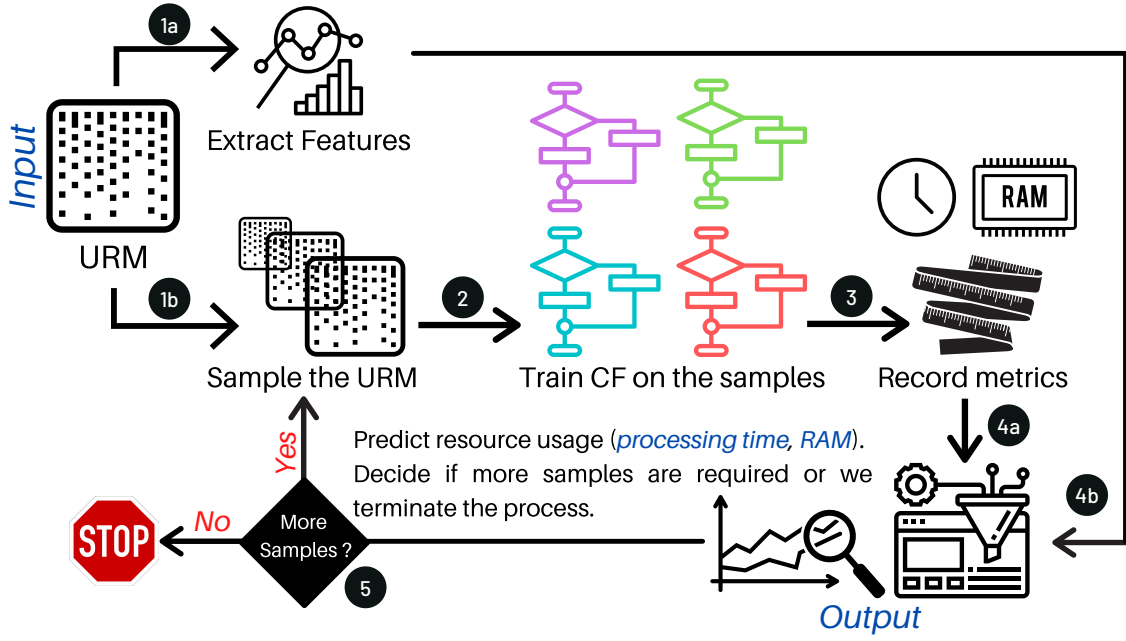 1a
Input
Extract Features
URM
1b
Sample the URM
2
Train CF on the samples
3
RAM
Record metrics
4a
4b
Predict resource usage (processing time, RAM).
Decide if more samples are required or we
terminate the process.
Yes
No
STOP
More
Samples ?
5
Output